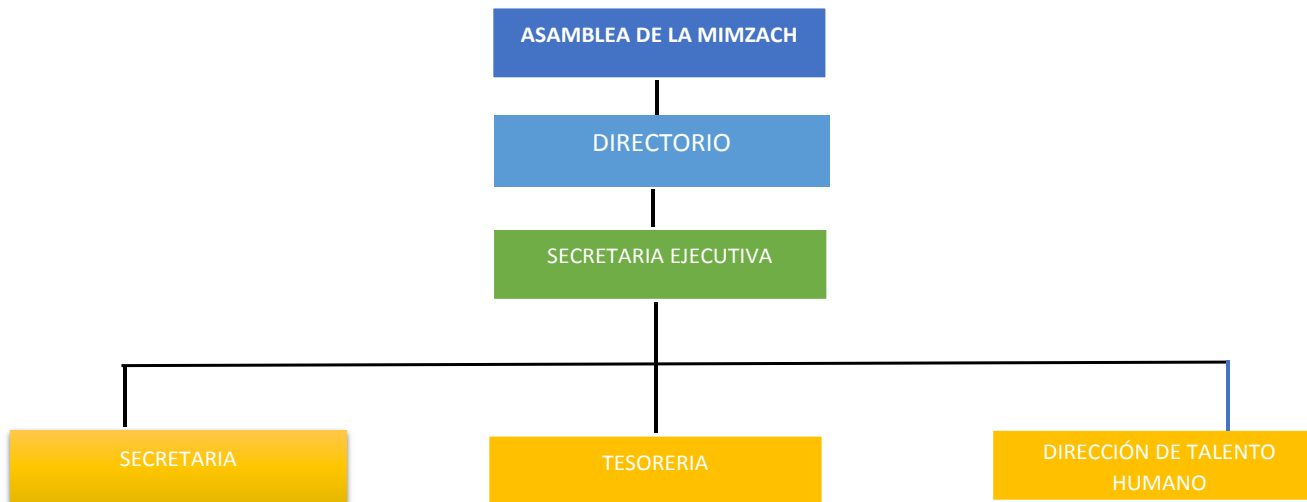 ASAMBLEA DE LA MIMZACH
DIRECTORIO
SECRETARIA EJECUTIVA
SECRETARIA
TESORERIA
DIRECCIÓN DE TALENTO
HUMANO